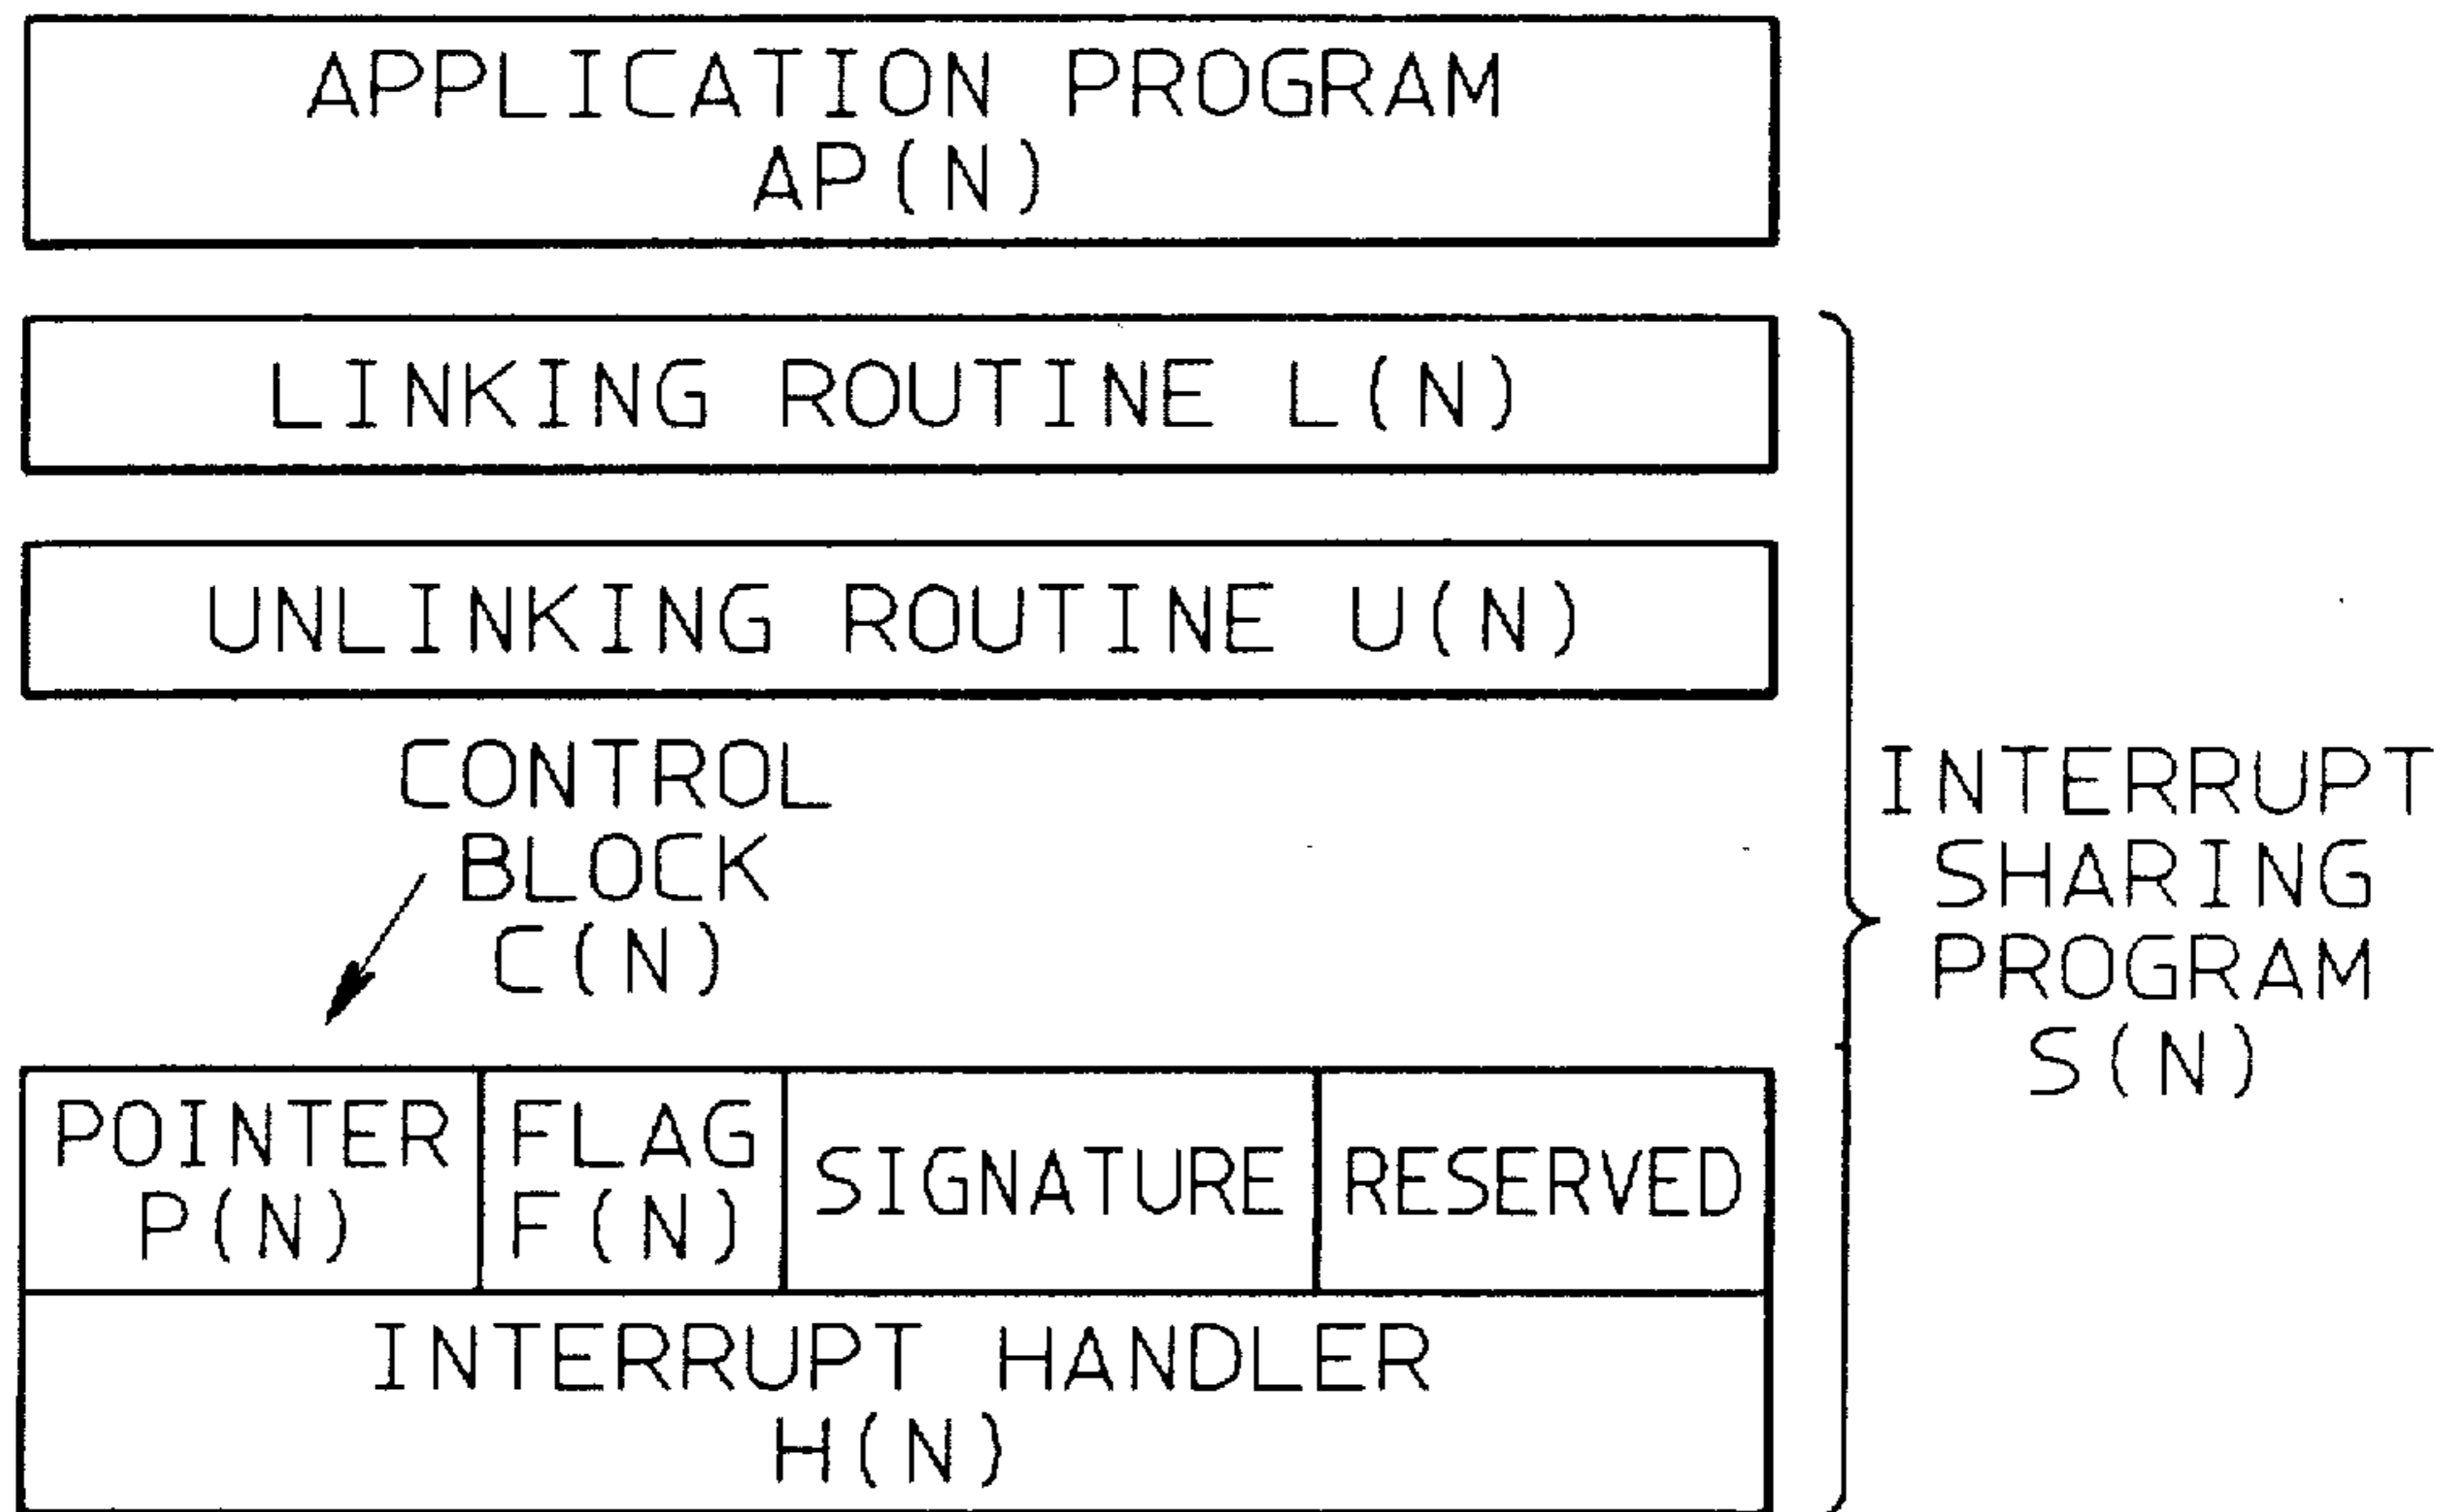 APPLICATION PROGRAM
AP(N)
LINKING ROUTINE L(N)
UNLINKING ROUTINE U(N)
CONTROL
BLOCK
C(N)
INTERRUPT
SHARING
PROGRAM
S(N)
POINTER
P(N)
FLAG
F(N)
SIGNATURE
RESERVED
INTERRUPT HANDLER
H(N)